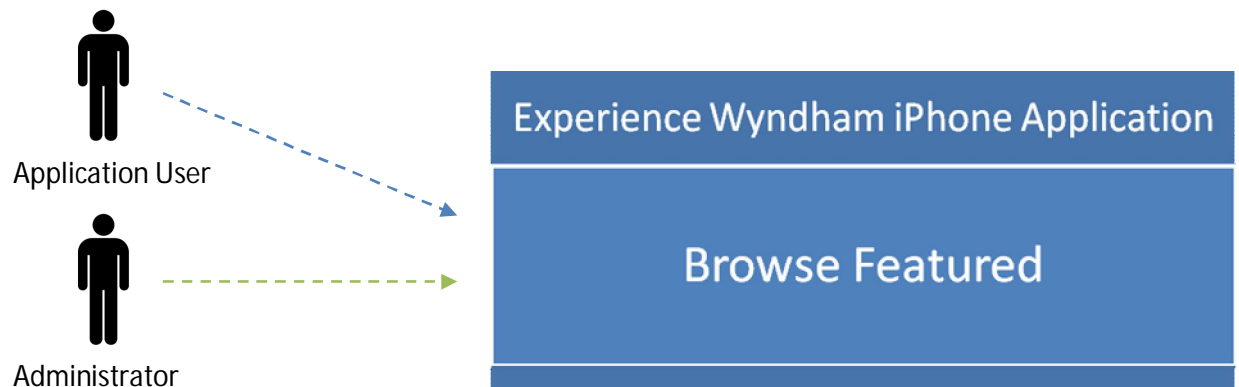 Application User
Administrator
Experience Wyndham iPhone Application
Browse Featured